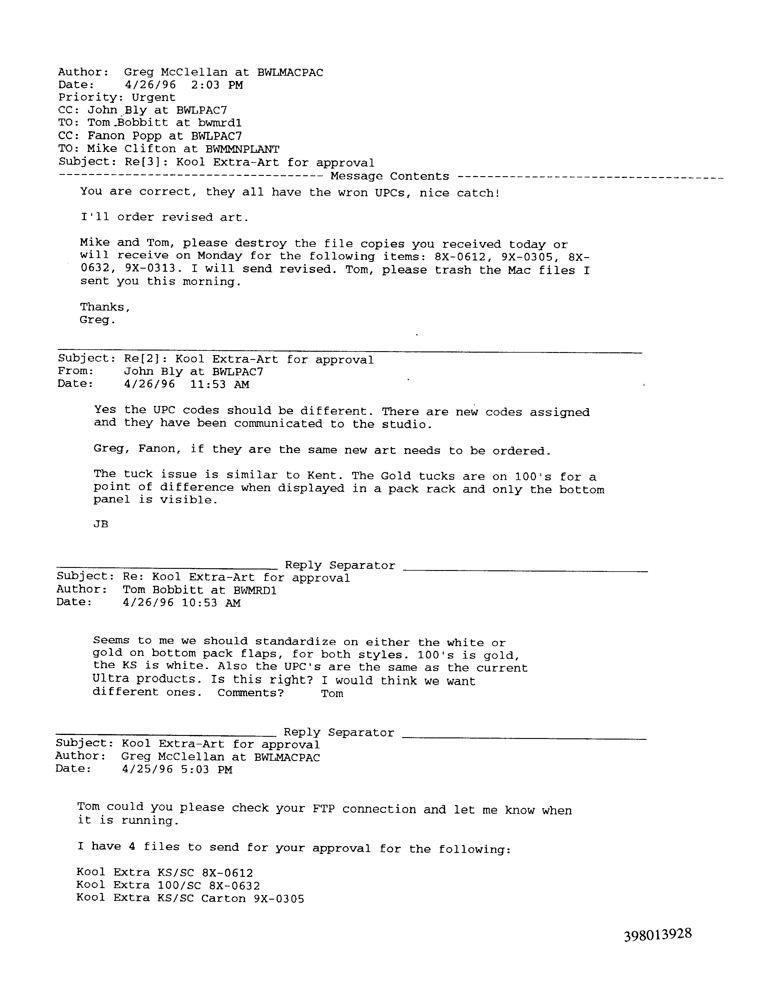 Author: Greg McClellan at BWLMACPAC
Date: 4/26/96 2:03 PM
Priority: Urgent
CC: John Bly at BWLPAC7
TO: Tom Bobbitt at bwmrd1
CC: Fanon Popp at BWLPAC7
TO: Mike Clifton at BWMMNPLANT
Subject: Re[3]: Kool Extra-Art for approval
----------------------------------- Message Contents ------------------------------------
You are correct, they all have the wron UPCs, nice catch!
I'll order revised art.
Mike and Tom, please destroy the file copies you received today or
will receive on Monday for the following items: 8X-0612, 9X-0305, 8X-
0632, 9X-0313. I will send revised. Tom, please trash the Mac files I
sent you this morning.
Thanks,
Greg.
Subject: Re[2]: Kool Extra-Art for approval
From: John Bly at BWLPAC7
Date: 4/26/96 11:53 AM
Yes the UPC codes should be different. There are new codes assigned
and they have been communicated to the studio.
Greg, Fanon, if they are the same new art needs to be ordered.
The tuck issue is similar to Kent. The Gold tucks are on 100's for a
point of difference when displayed in a pack rack and only the bottom
panel is visible.
JB
______________________________ Reply Separator _________________________________
Subject: Re: Kool Extra-Art for approval
Author: Tom Bobbitt at BWMRD1
Date: 4/26/96 10:53 AM
Seems to me we should standardize on either the white or
gold on bottom pack flaps, for both styles. 100's is gold,
the KS is white. Also the UPC's are the same as the current
Ultra products. Is this right? I would think we want
different ones. Comments? Tom
______________________________ Reply Separator _________________________________
Subject: Kool Extra-Art for approval
Author: Greg McClellan at BWLMACPAC
Date: 4/25/96 5:03 PM
Tom could you please check your FTP connection and let me know when
it is running.
I have 4 files to send for your approval for the following:
Kool Extra KS/SC 8X-0612
Kool Extra 100/SC 8X-0632
Kool Extra KS/SC Carton 9X-0305
398013928